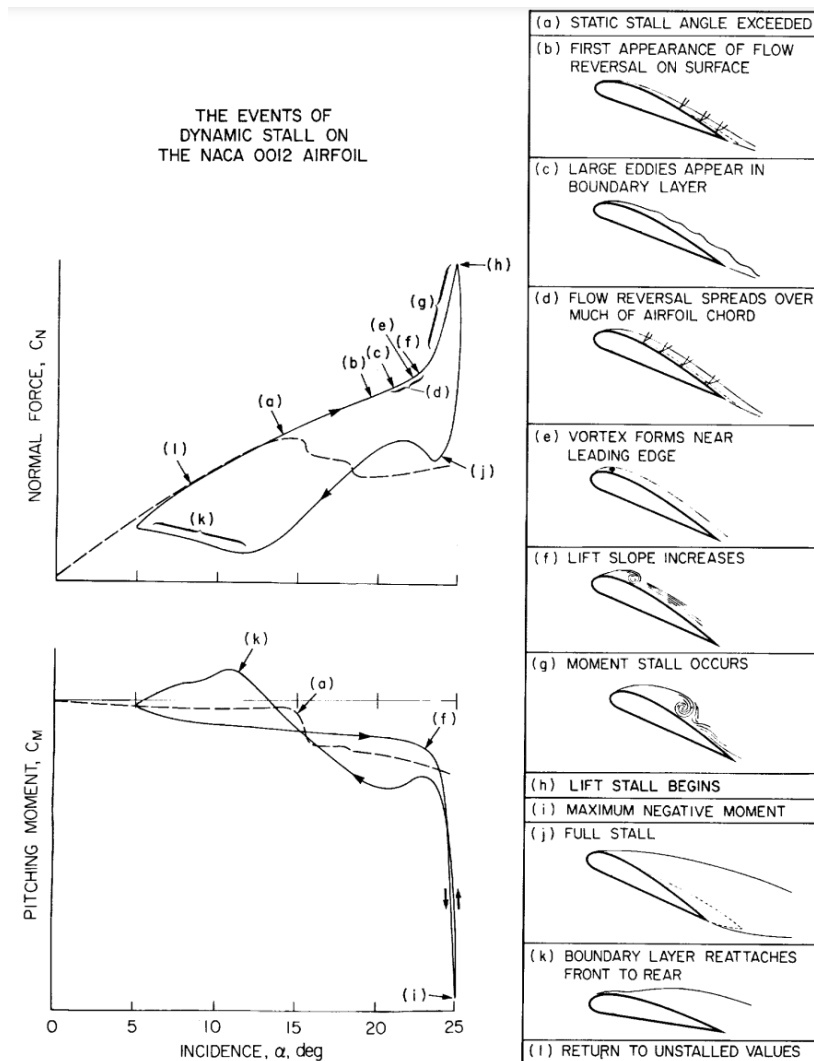 THE EVENTS OF
DYNAMIC STALL ON
THE NACA 0012 AIRFOIL
NORMAL FORCE, C_N
(a)
(b)
(c)
(d)
(e)
(f)
(g)
(h)
(j)
(k)
(l)
PITCHING MOMENT, C_M
(k)
(a)
(f)
(i)
0
5
10
15
20
25
INCIDENCE, α, deg
(a) STATIC STALL ANGLE EXCEEDED
(b) FIRST APPEARANCE OF FLOW
REVERSAL ON SURFACE
(c) LARGE EDDIES APPEAR IN
BOUNDARY LAYER
(d) FLOW REVERSAL SPREADS OVER
MUCH OF AIRFOIL CHORD
(e) VORTEX FORMS NEAR
LEADING EDGE
(f) LIFT SLOPE INCREASES
(g) MOMENT STALL OCCURS
(h) LIFT STALL BEGINS
(i) MAXIMUM NEGATIVE MOMENT
(j) FULL STALL
(k) BOUNDARY LAYER REATTACHES
FRONT TO REAR
(l) RETURN TO UNSTALLED VALUES